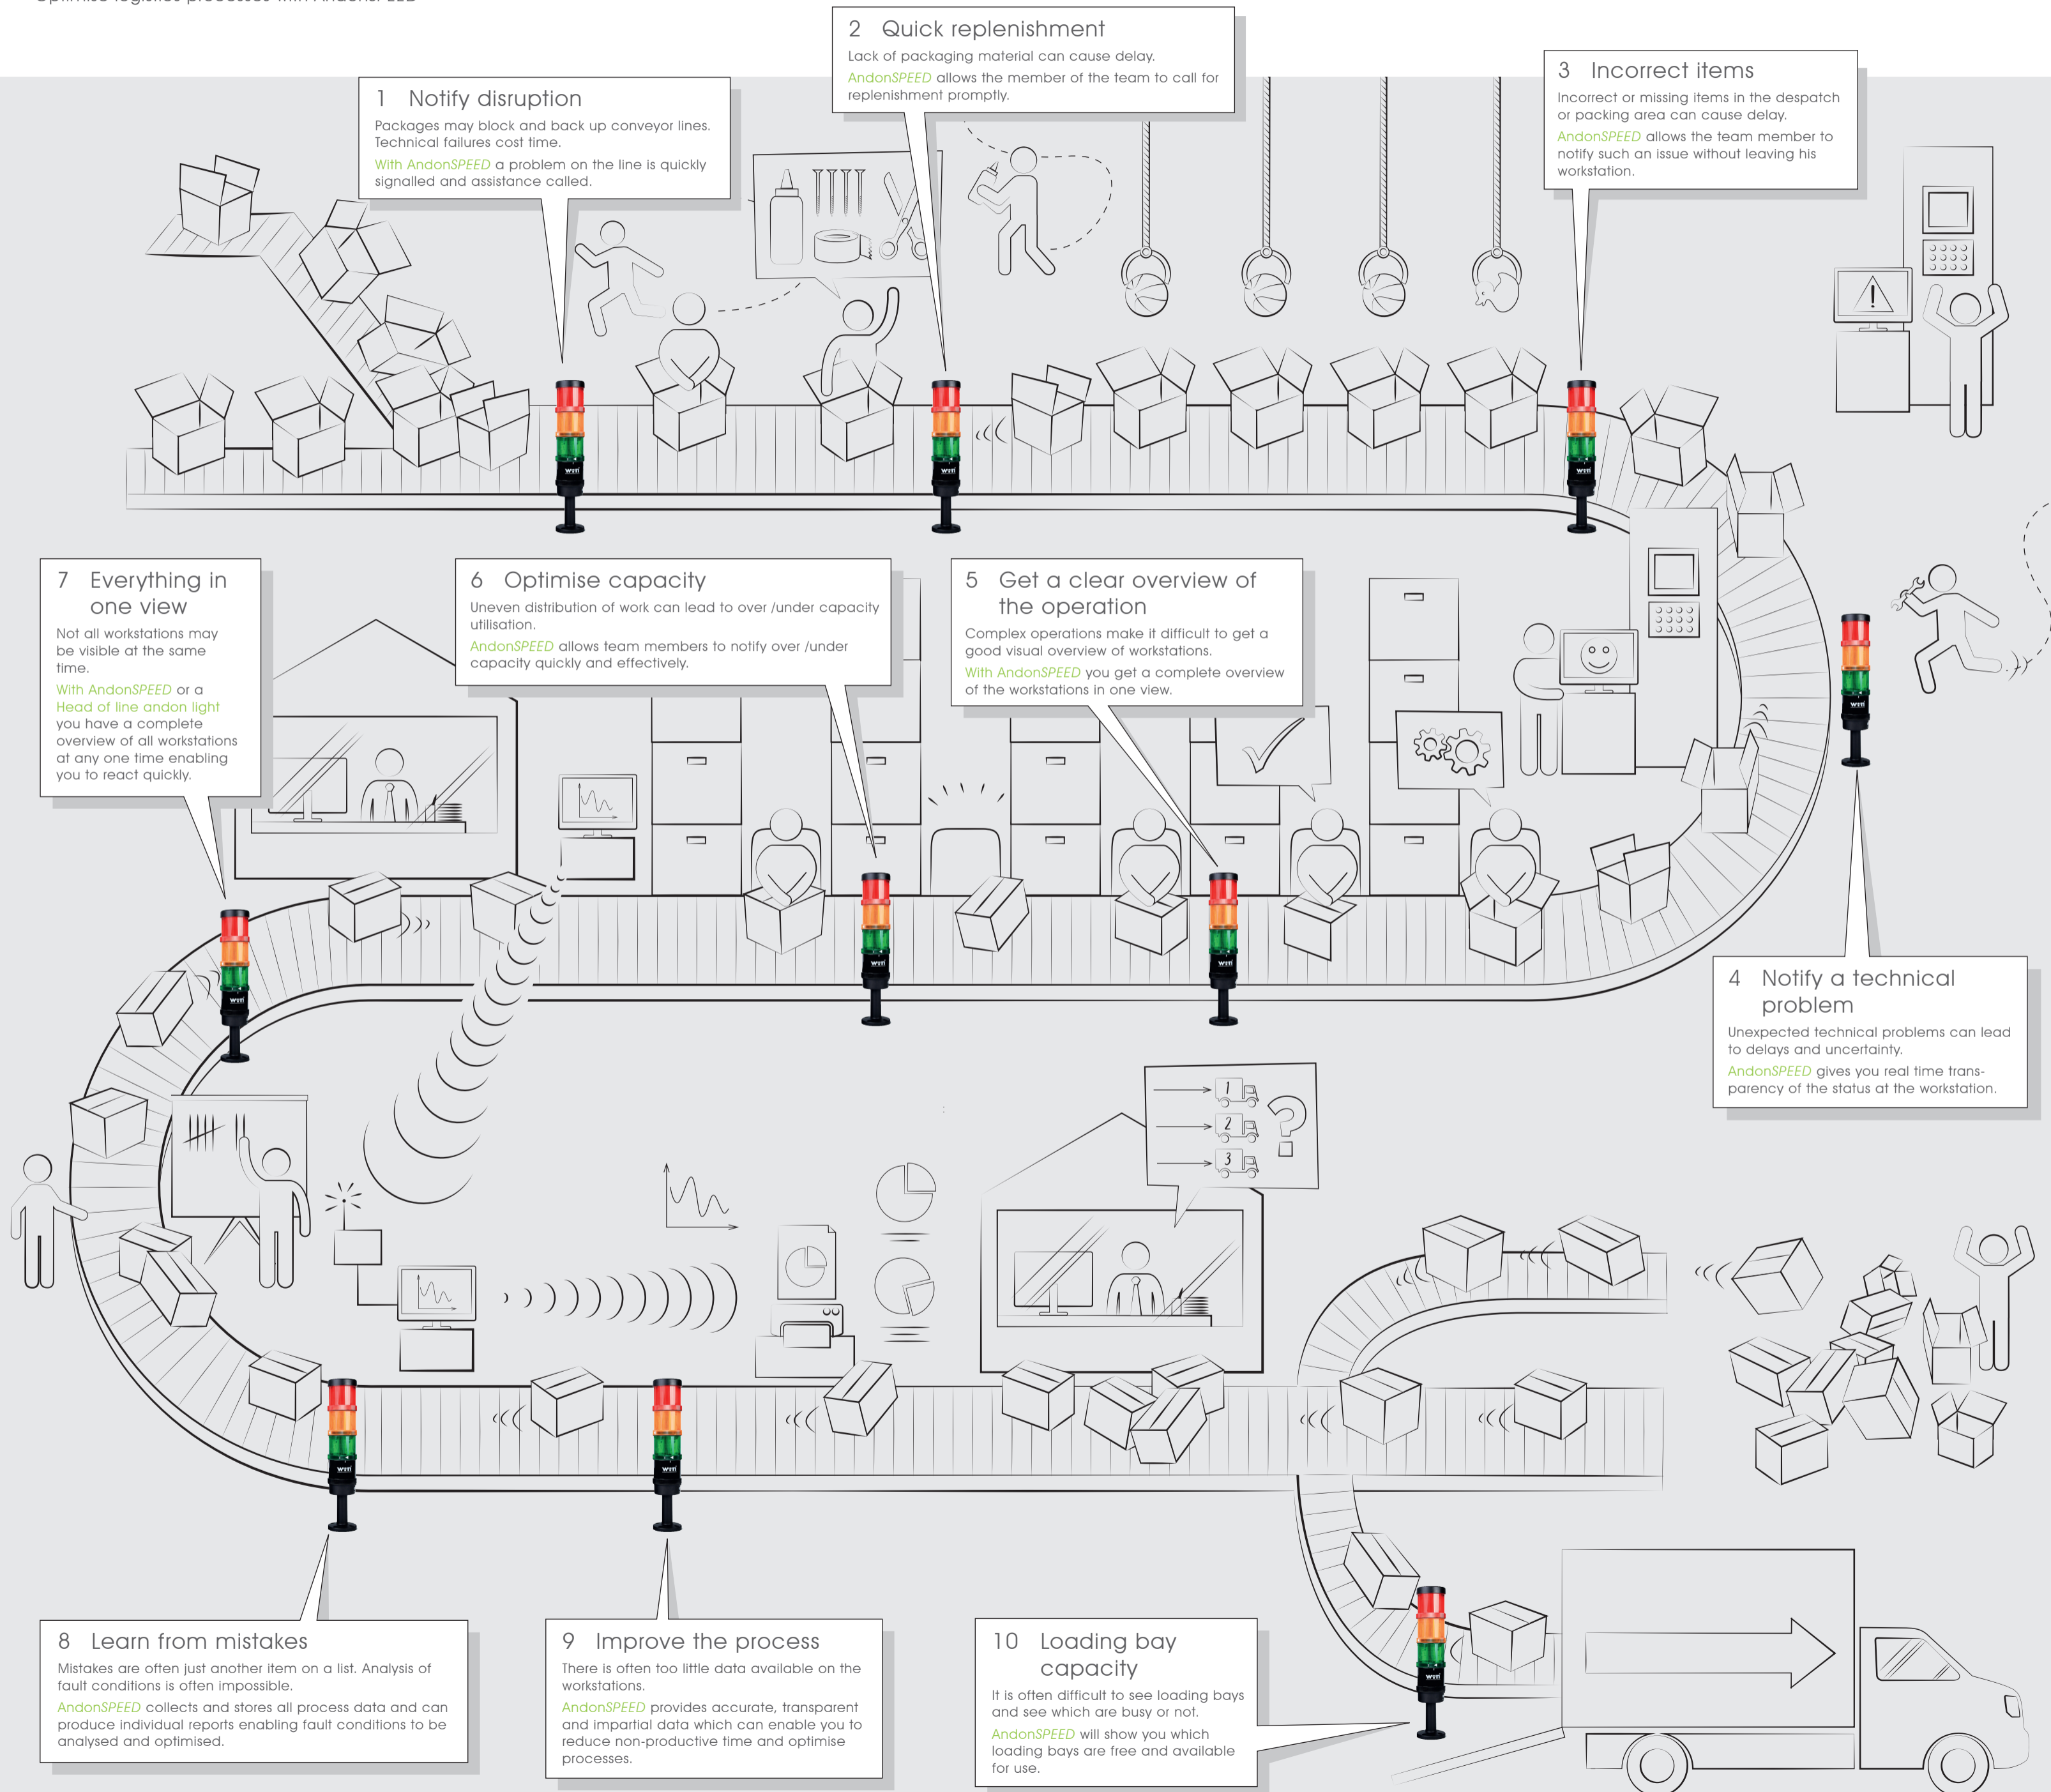 Optimise logistics processes with AndonSPEED
1 Notify disruption
Packages may block and back up conveyor lines.
Technical failures cost time.
With AndonSPEED a problem on the line is quickly
signalled and assistance called.
2 Quick replenishment
Lack of packaging material can cause delay.
AndonSPEED allows the member of the team to call for
replenishment promptly.
3 Incorrect items
Incorrect or missing items in the despatch
or packing area can cause delay.
AndonSPEED allows the team member to
notify such an issue without leaving his
workstation.
!
4 Notify a technical
problem
Unexpected technical problems can lead
to delays and uncertainty.
AndonSPEED gives you real time trans-
parency of the status at the workstation.
5 Get a clear overview of
the operation
Complex operations make it difficult to get a
good visual overview of workstations.
With AndonSPEED you get a complete overview
of the workstations in one view.
6 Optimise capacity
Uneven distribution of work can lead to over /under capacity
utilisation.
AndonSPEED allows team members to notify over /under
capacity quickly and effectively.
7 Everything in
one view
Not all workstations may
be visible at the same
time.
With AndonSPEED or a
Head of line andon light
you have a complete
overview of all workstations
at any one time enabling
you to react quickly.
1
2
3
?
8 Learn from mistakes
Mistakes are often just another item on a list. Analysis of
fault conditions is often impossible.
AndonSPEED collects and stores all process data and can
produce individual reports enabling fault conditions to be
analysed and optimised.
9 Improve the process
There is often too little data available on the
workstations.
AndonSPEED provides accurate, transparent
and impartial data which can enable you to
reduce non-productive time and optimise
processes.
10 Loading bay
capacity
It is often difficult to see loading bays
and see which are busy or not.
AndonSPEED will show you which
loading bays are free and available
for use.